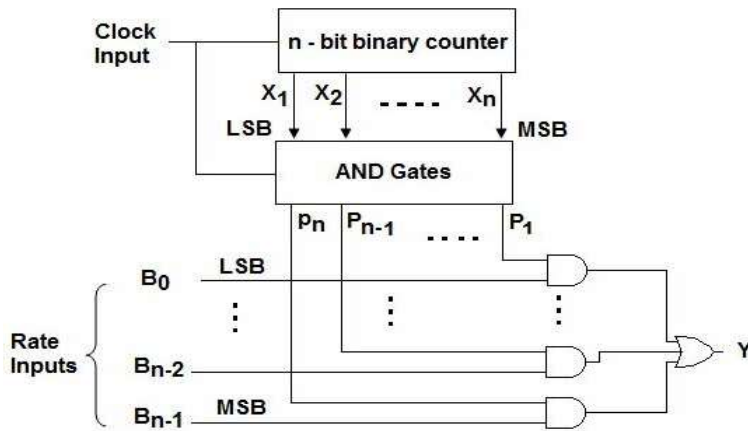 Clock Input
n - bit binary counter
X1 X2 Xn
LSB MSB
AND Gates
pn Pn-1 P1
B0 LSB
Rate Inputs
Bn-2
Bn-1 MSB
Y